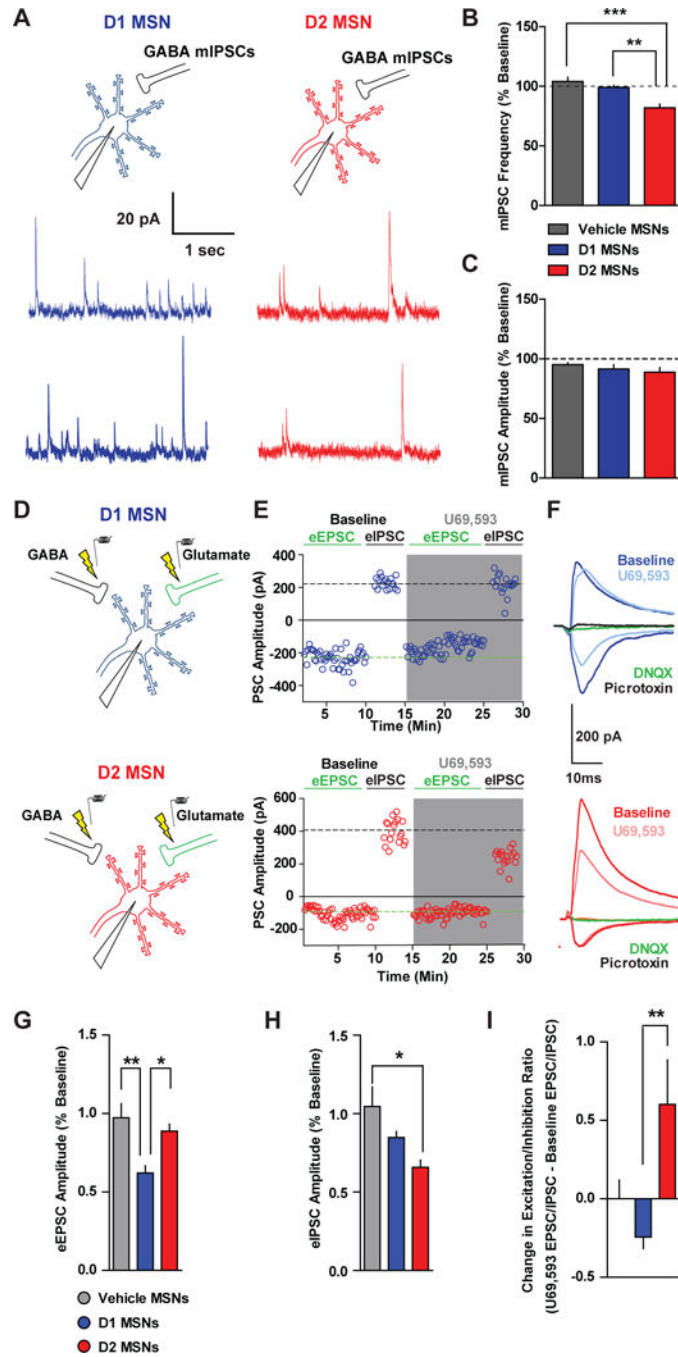 A
D1 MSN
D2 MSN
GABA mIPSCs
GABA mIPSCs
20 pA
1 sec
B
***
**
mIPSC Frequency (% Baseline)
150
100
50
0
Vehicle MSNs
D1 MSNs
D2 MSNs
C
mIPSC Amplitude (% Baseline)
150
100
50
0
D
D1 MSN
GABA
Glutamate
D2 MSN
GABA
Glutamate
E
Baseline
U69,593
eEPSC
eIPSC
eEPSC
eIPSC
PSC Amplitude (pA)
400
200
0
-200
-400
5
10
15
20
25
30
Time (Min)
Baseline
U69,593
eEPSC
eIPSC
eEPSC
eIPSC
PSC Amplitude (pA)
600
400
200
0
-200
5
10
15
20
25
30
Time (Min)
F
Baseline
U69,593
DNQX
Picrotoxin
200 pA
10ms
Baseline
U69,593
DNQX
Picrotoxin
G
**
*
eEPSC Amplitude (% Baseline)
1.5
1.0
0.5
0.0
Vehicle MSNs
D1 MSNs
D2 MSNs
H
*
eIPSC Amplitude (% Baseline)
1.5
1.0
0.5
0.0
I
**
Change in Excitation/Inhibition Ratio
(U69,593 EPSC/IPSC - Baseline EPSC/IPSC)
1.0
0.5
0.0
-0.5